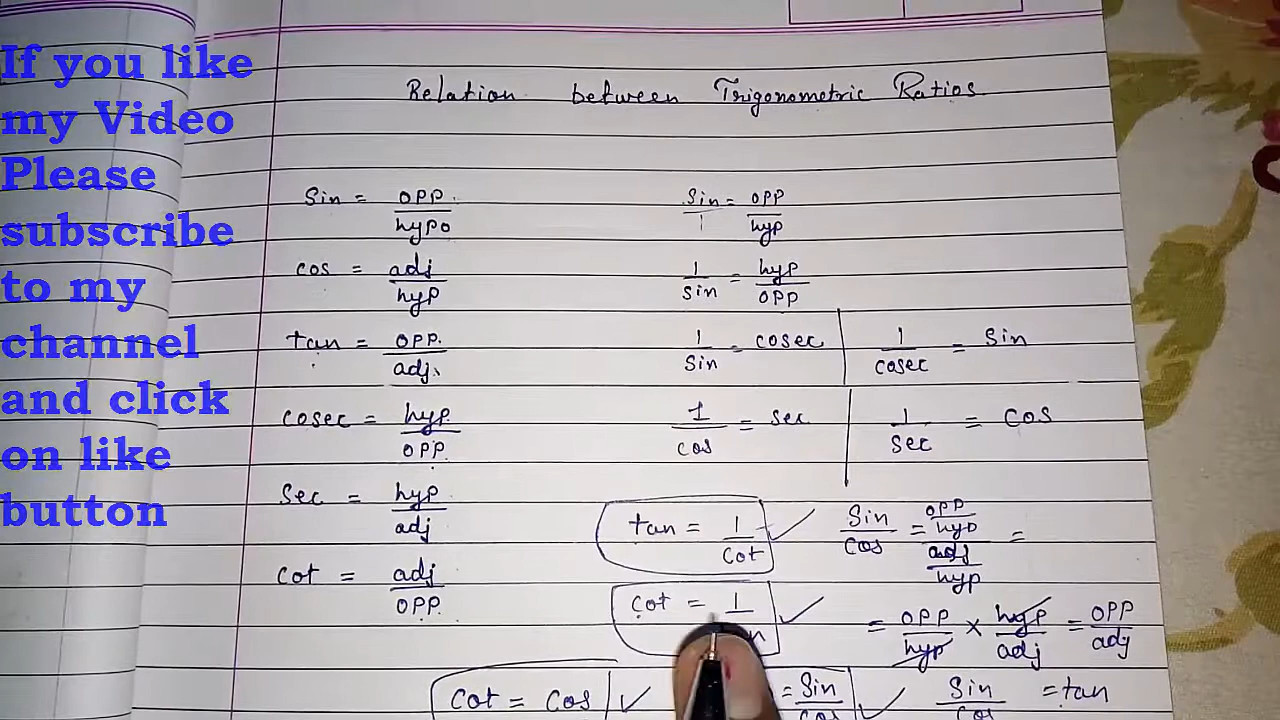 If you like
my Video
Please
subscribe
to my
channel
and click
on like
button
Relation between Trigonometric Ratios
Sin = OPP / hypo
cos = adj / hyp
tan = OPP. / adj.
cosec = hyp / OPP
Sec = hyp / adj
cot = adj / OPP
Sin / 1 = OPP / hyp
1 / sin = hyp / OPP
1 / Sin = cosec
1 / cosec = Sin
1 / cos = sec
1 / sec = cos
tan = 1 / cot ✓
Sin / cos = OPP / hyp / adj / hyp =
cot = 1 / ✓
= OPP / hyp × hyp / adj = OPP / adj
cot = cos ✓
= Sin / cos ✓
Sin / cos = tan